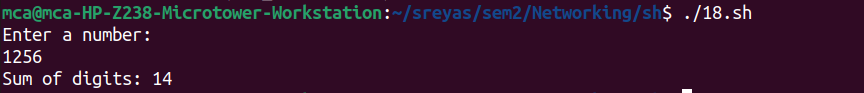 mca@mca-HP-Z238-Microtower-Workstation:~/sreyas/sem2/Networking/sh$ ./18.sh
Enter a number:
1256
Sum of digits: 14